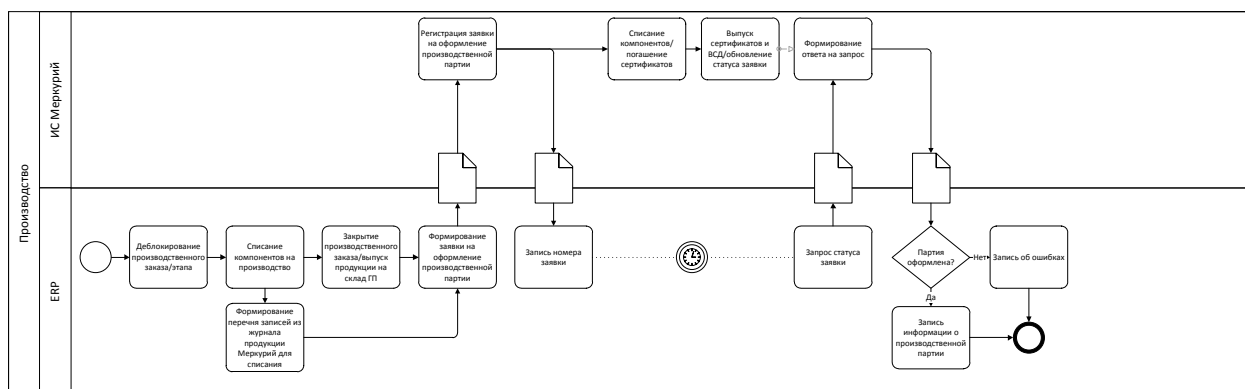 Производство
ИС Меркурий
Регистрация заявки
на оформление
производственной
партии
Списание
компонентов/
погашение
сертификатов
Выпуск
сертификатов и
ВСД/обновление
статуса заявки
Формирование
ответа на запрос
ERP
Деблокирование
производственного
заказа/этапа
Списание
компонентов на
производство
Закрытие
производственного
заказа/выпуск
продукции на
склад ГП
Формирование
заявки на
оформление
производственной
партии
Запись номера
заявки
Запрос статуса
заявки
Партия
оформлена?
Нет
Запись об ошибках
Да
Формирование
перечня записей из
журнала
продукции
Меркурий для
списания
Запись
информации о
производственной
партии